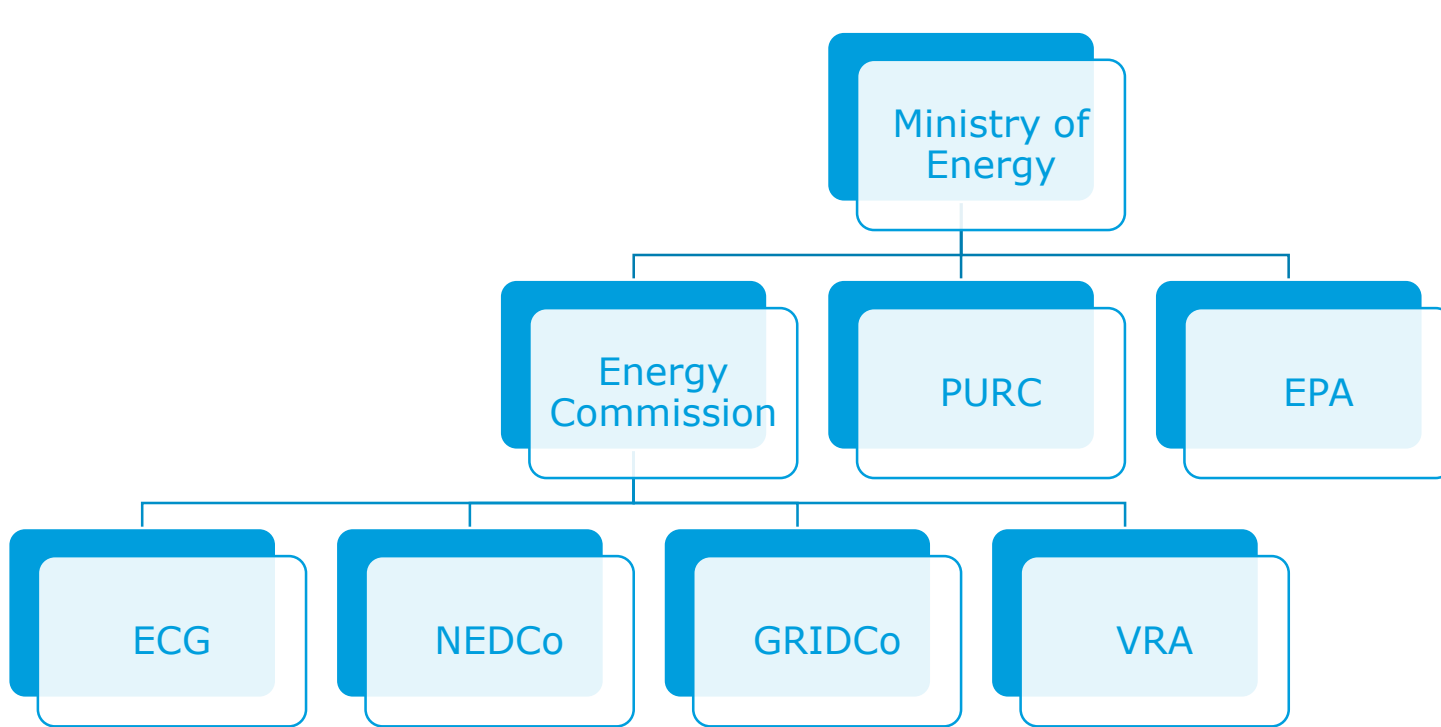 Ministry of
Energy
Energy
Commission
PURC
EPA
ECG
NEDCo
GRIDCo
VRA